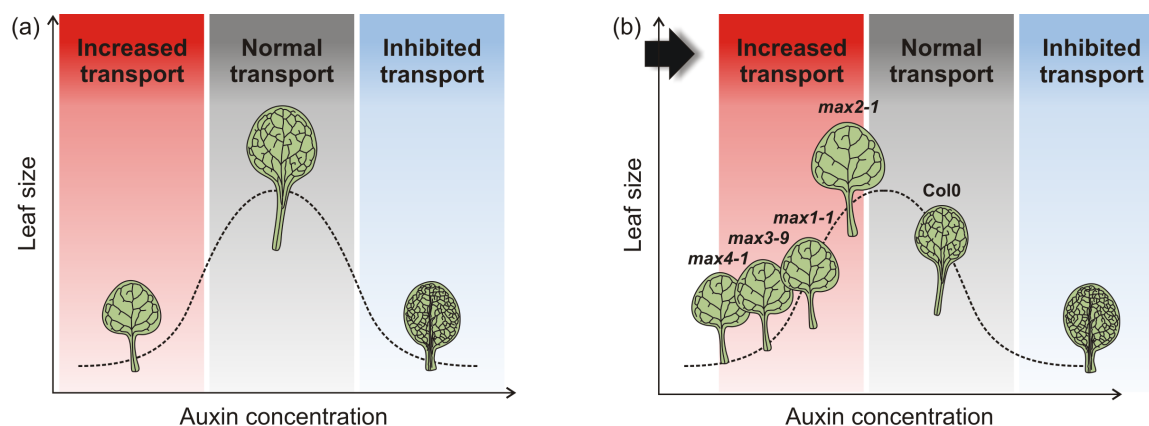 (a)
Increased
transport
Normal
transport
Inhibited
transport
Leaf size
Auxin concentration
(b)
Increased
transport
Normal
transport
Inhibited
transport
max2-1
Col0
max1-1
max3-9
max4-1
Leaf size
Auxin concentration